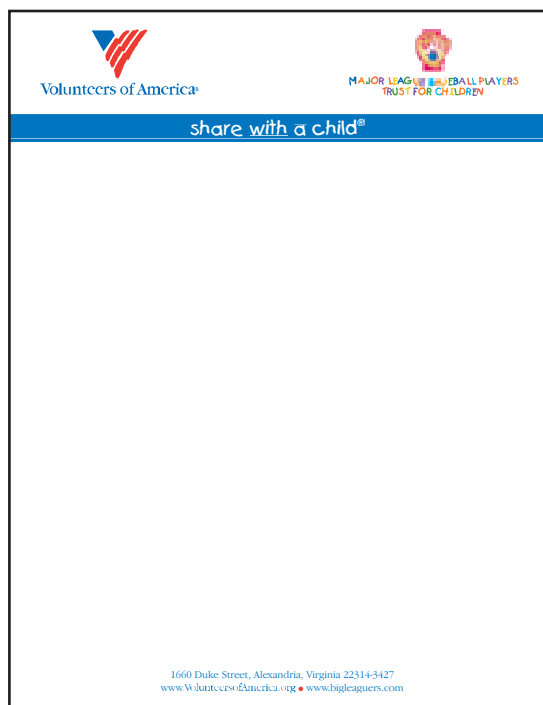 Volunteers of America®
MAJOR LEAGUE BASEBALL PLAYERS
TRUST FOR CHILDREN
share with a child®
1660 Duke Street, Alexandria, Virginia 22314-3427
www.VolunteersofAmerica.org • www.bigleaguers.com